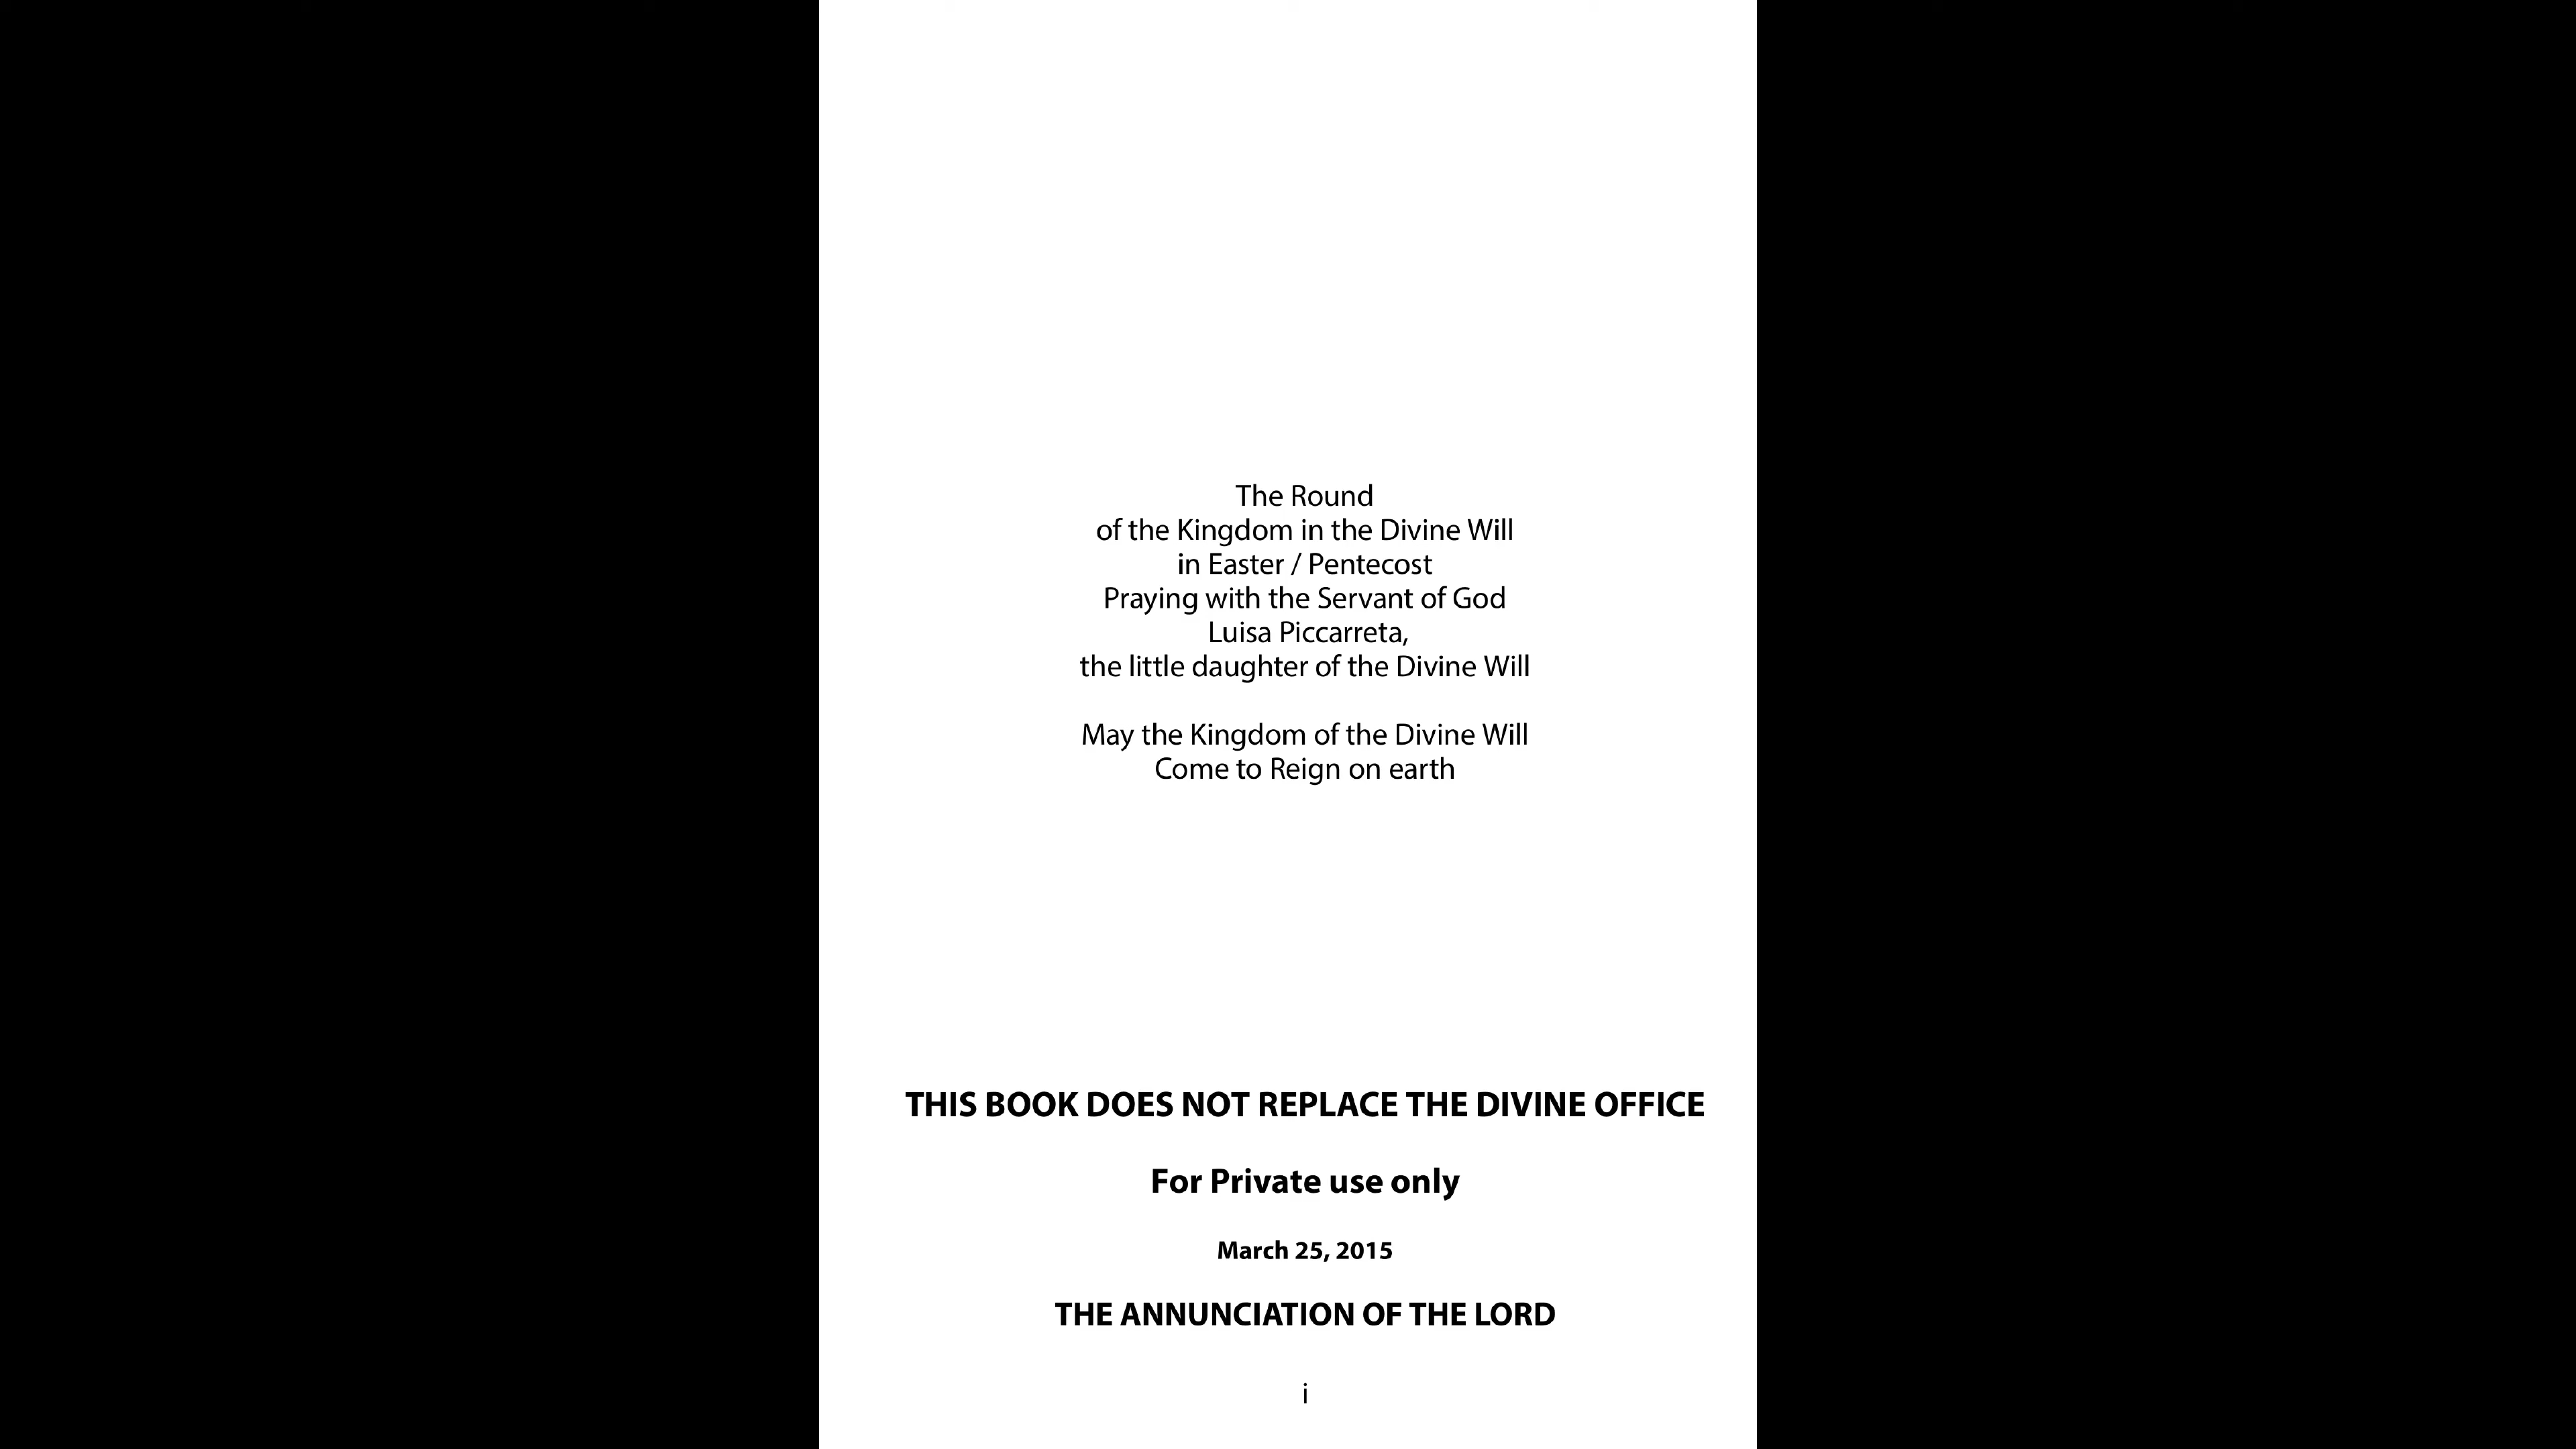 The Round
of the Kingdom in the Divine Will
in Easter / Pentecost
Praying with the Servant of God
Luisa Piccarreta,
the little daughter of the Divine Will
May the Kingdom of the Divine Will
Come to Reign on earth
THIS BOOK DOES NOT REPLACE THE DIVINE OFFICE
For Private use only
March 25, 2015
THE ANNUNCIATION OF THE LORD
i